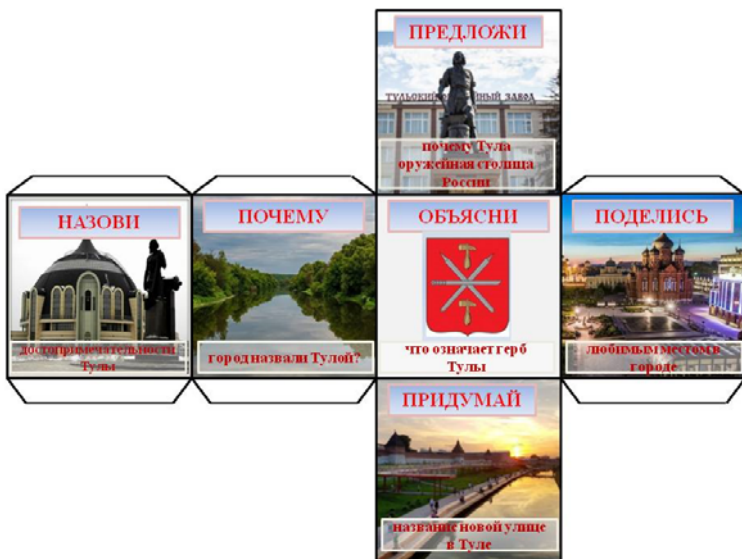 ПРЕДЛОЖИ
ТУЛЬСКИЙ
ЗАВОД
почему Тула
оружейная столица
России
НАЗОВИ
достопримечательности
Тулы
ПОЧЕМУ
город назвали Тулой?
ОБЪЯСНИ
что означает герб
Тулы
ПОДЕЛИСЬ
любимым местом в
городе
ПРИДУМАЙ
название новой улице
в Туле